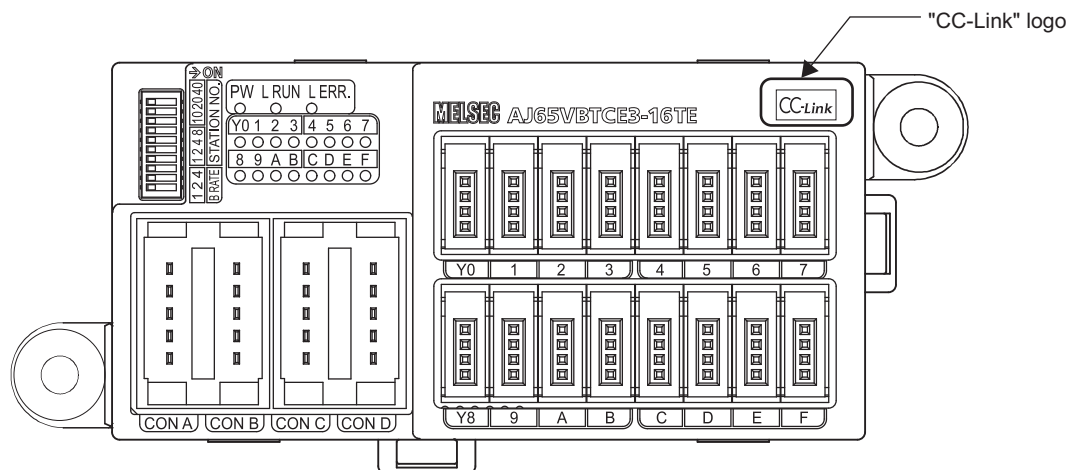 "CC-Link" logo
ON
STATION NO.
10 20 40
1 2 4 8
B RATE
1 2 4
PW L RUN L ERR.
Y0 1 2 3 4 5 6 7
8 9 A B C D E F
MELSEC AJ65VBTCE3-16TE
CC-Link
Y0 1 2 3 4 5 6 7
Y8 9 A B C D E F
CON A CON B CON C CON D